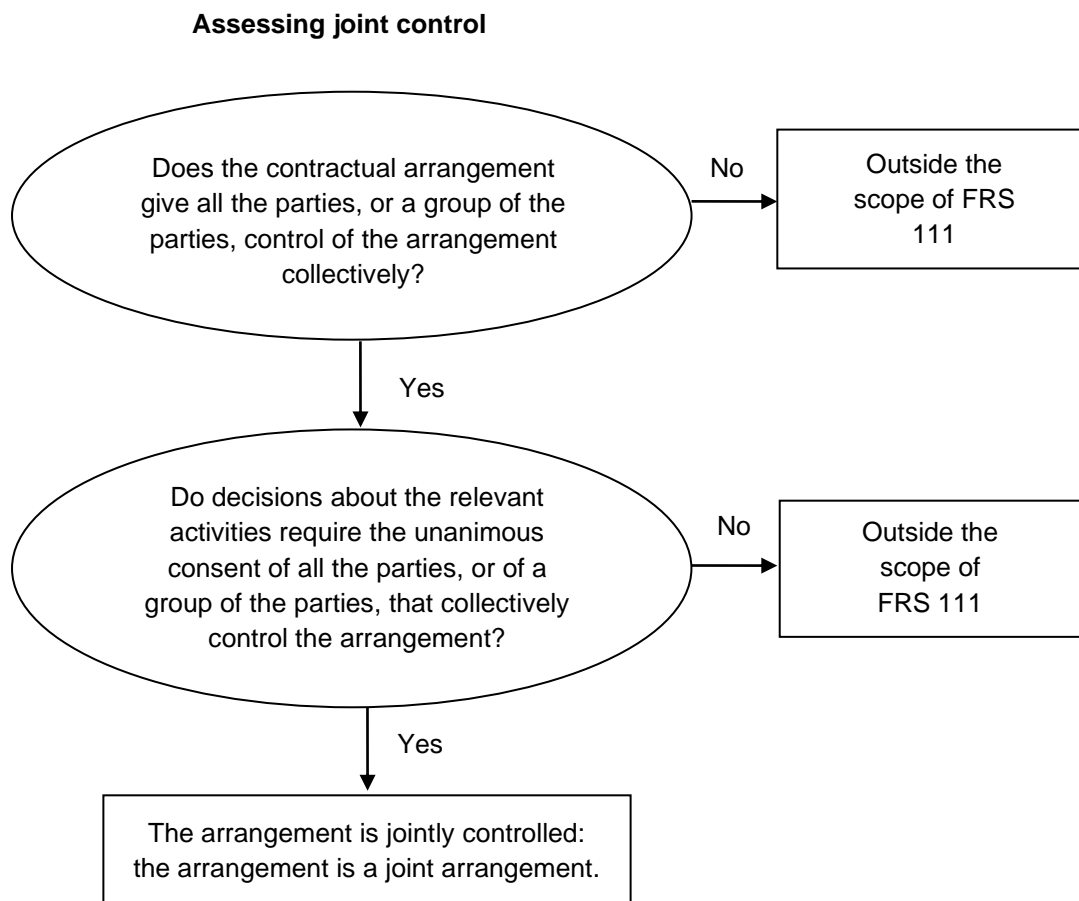 Assessing joint control
Does the contractual arrangement
give all the parties, or a group of the
parties, control of the arrangement
collectively?
No
Outside the
scope of FRS
111
Yes
Do decisions about the relevant
activities require the unanimous
consent of all the parties, or of a
group of the parties, that collectively
control the arrangement?
No
Outside the
scope of
FRS 111
Yes
The arrangement is jointly controlled:
the arrangement is a joint arrangement.